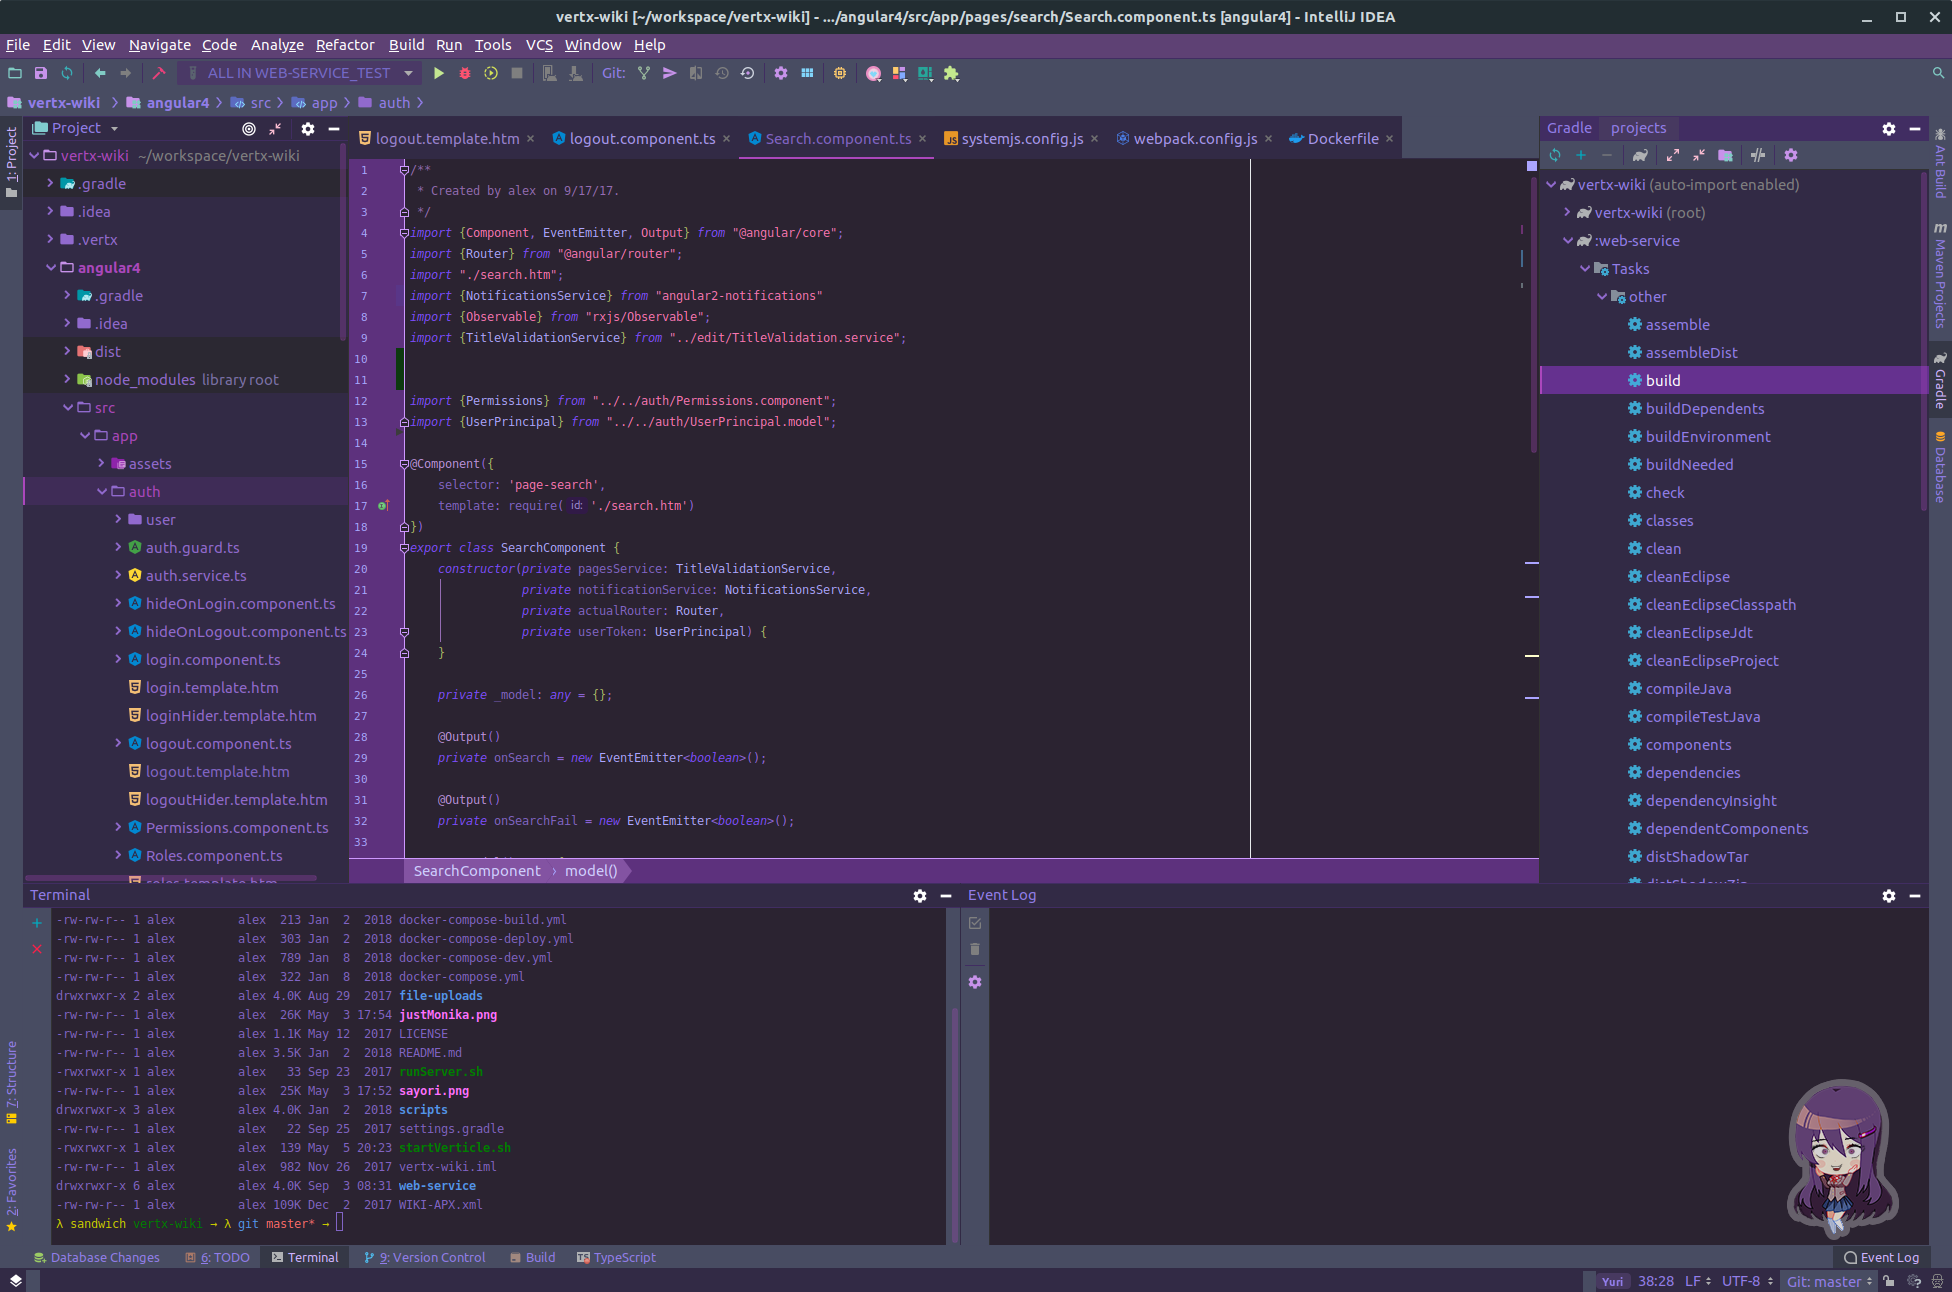 vertx-wiki [~/workspace/vertx-wiki] - .../angular4/src/app/pages/search/Search.component.ts [angular4] - IntelliJ IDEA
File Edit View Navigate Code Analyze Refactor Build Run Tools VCS Window Help
ALL IN WEB-SERVICE_TEST Git:
vertx-wiki angular4 src app auth
1: Project
7: Structure
2: Favorites
Project
vertx-wiki ~/workspace/vertx-wiki
.gradle
.idea
.vertx
angular4
.gradle
.idea
dist
node_modules library root
src
app
assets
auth
user
auth.guard.ts
auth.service.ts
hideOnLogin.component.ts
hideOnLogout.component.ts
login.component.ts
login.template.htm
loginHider.template.htm
logout.component.ts
logout.template.htm
logoutHider.template.htm
Permissions.component.ts
Roles.component.ts
roles.template.htm
logout.template.htm logout.component.ts Search.component.ts systemjs.config.js webpack.config.js Dockerfile
1 /**
2 * Created by alex on 9/17/17.
3 */
4 import {Component, EventEmitter, Output} from "@angular/core";
5 import {Router} from "@angular/router";
6 import "./search.htm";
7 import {NotificationsService} from "angular2-notifications"
8 import {Observable} from "rxjs/Observable";
9 import {TitleValidationService} from "../edit/TitleValidation.service";
10
11
12 import {Permissions} from "../../auth/Permissions.component";
13 import {UserPrincipal} from "../../auth/UserPrincipal.model";
14
15 @Component({
16 selector: 'page-search',
17 template: require( id: './search.htm')
18 })
19 export class SearchComponent {
20 constructor(private pagesService: TitleValidationService,
21 private notificationService: NotificationsService,
22 private actualRouter: Router,
23 private userToken: UserPrincipal) {
24 }
25
26 private _model: any = {};
27
28 @Output()
29 private onSearch = new EventEmitter<boolean>();
30
31 @Output()
32 private onSearchFail = new EventEmitter<boolean>();
33
SearchComponent › model()
Gradle projects
vertx-wiki (auto-import enabled)
vertx-wiki (root)
:web-service
Tasks
other
assemble
assembleDist
build
buildDependents
buildEnvironment
buildNeeded
check
classes
clean
cleanEclipse
cleanEclipseClasspath
cleanEclipseJdt
cleanEclipseProject
compileJava
compileTestJava
components
dependencies
dependencyInsight
dependentComponents
distShadowTar
distShadowZip
Ant Build
m Maven Projects
Gradle
Database
Terminal
-rw-rw-r-- 1 alex alex 213 Jan 2 2018 docker-compose-build.yml
-rw-rw-r-- 1 alex alex 303 Jan 2 2018 docker-compose-deploy.yml
-rw-rw-r-- 1 alex alex 789 Jan 8 2018 docker-compose-dev.yml
-rw-rw-r-- 1 alex alex 322 Jan 8 2018 docker-compose.yml
drwxrwxr-x 2 alex alex 4.0K Aug 29 2017 file-uploads
-rw-rw-r-- 1 alex alex 26K May 3 17:54 justMonika.png
-rw-rw-r-- 1 alex alex 1.1K May 12 2017 LICENSE
-rw-rw-r-- 1 alex alex 3.5K Jan 2 2018 README.md
-rwxrwxr-x 1 alex alex 33 Sep 23 2017 runServer.sh
-rw-rw-r-- 1 alex alex 25K May 3 17:52 sayori.png
drwxrwxr-x 3 alex alex 4.0K Jan 2 2018 scripts
-rw-rw-r-- 1 alex alex 22 Sep 25 2017 settings.gradle
-rwxrwxr-x 1 alex alex 139 May 5 20:23 startVerticle.sh
-rw-rw-r-- 1 alex alex 982 Nov 26 2017 vertx-wiki.iml
drwxrwxr-x 6 alex alex 4.0K Sep 3 08:31 web-service
-rw-rw-r-- 1 alex alex 109K Dec 2 2017 WIKI-APX.xml
λ sandwich vertx-wiki → λ git master* →
Event Log
Database Changes 6: TODO Terminal 9: Version Control Build TypeScript Event Log
Yuri 38:28 LF UTF-8 Git: master